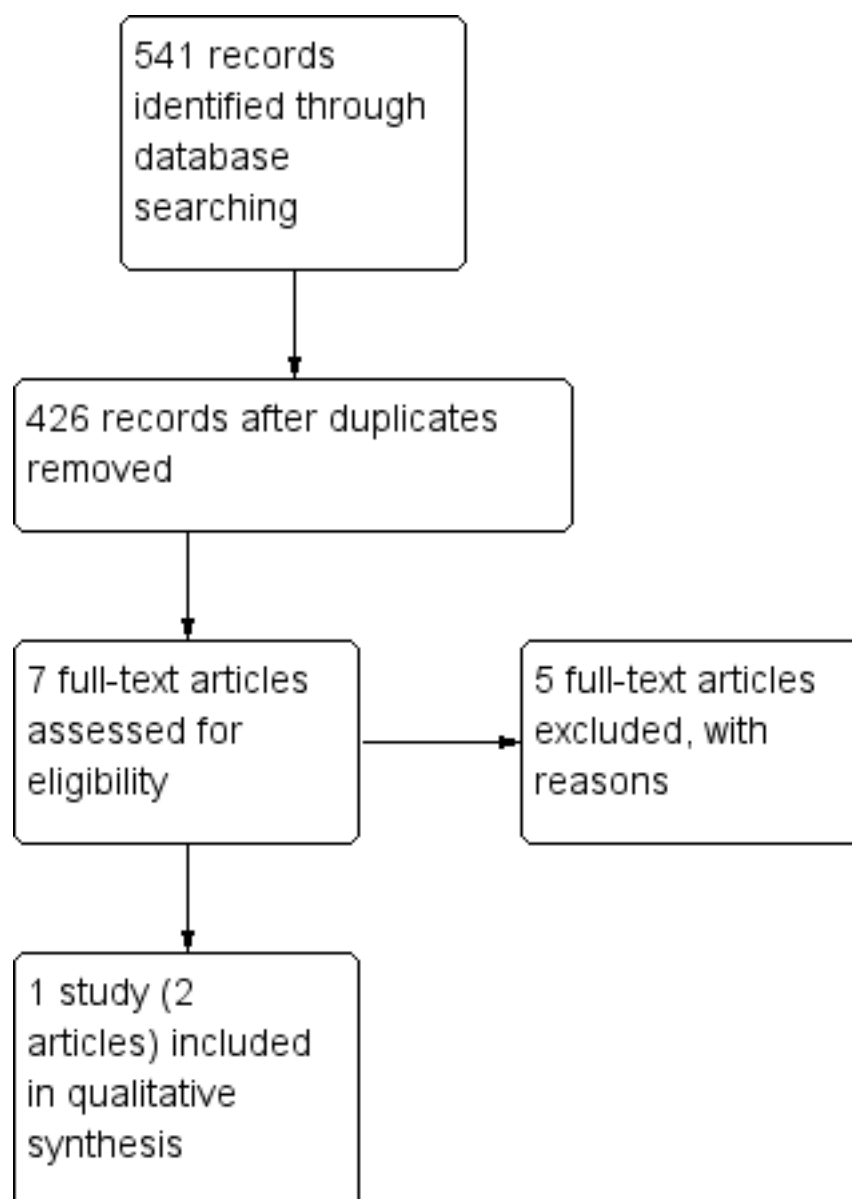 541 records
identified through
database
searching
426 records after duplicates
removed
7 full-text articles
assessed for
eligibility
5 full-text articles
excluded, with
reasons
1 study (2
articles) included
in qualitative
synthesis